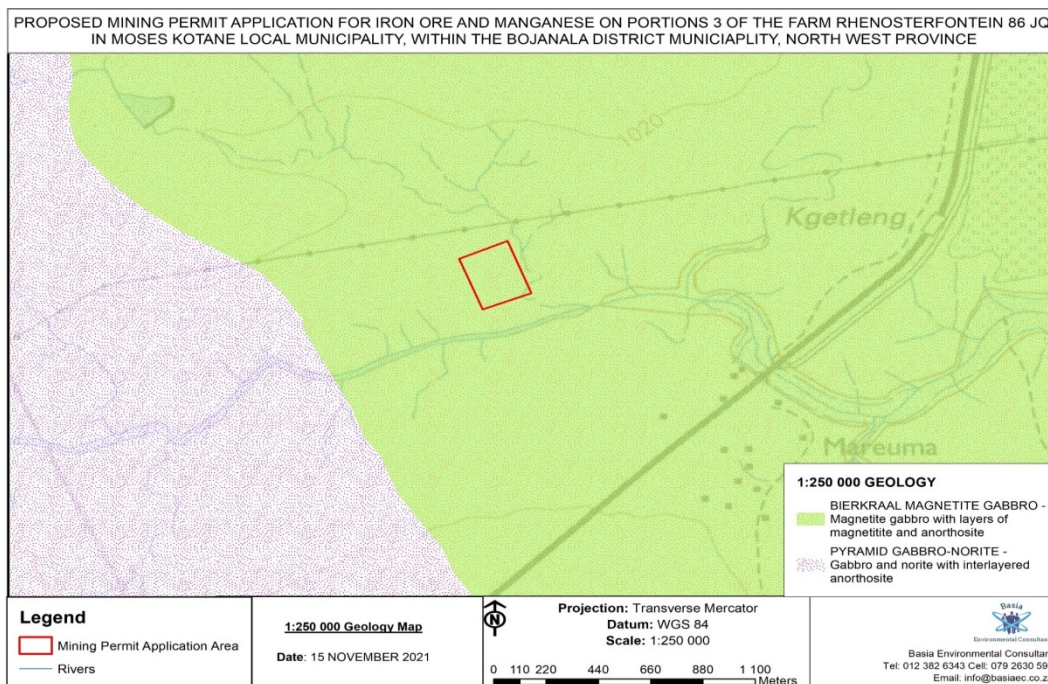 PROPOSED MINING PERMIT APPLICATION FOR IRON ORE AND MANGANESE ON PORTIONS 3 OF THE FARM RHENOSTERFONTEIN 86 JQ
IN MOSES KOTANE LOCAL MUNICIPALITY, WITHIN THE BOJANALA DISTRICT MUNICIAPLITY, NORTH WEST PROVINCE
1020
Kgetleng
Mareuma
1:250 000 GEOLOGY
BIERKRAAL MAGNETITE GABBRO -
Magnetite gabbro with layers of
magnetitite and anorthosite
PYRAMID GABBRO-NORITE -
Gabbro and norite with interlayered
anorthosite
Legend
Mining Permit Application Area
Rivers
1:250 000 Geology Map
Date: 15 NOVEMBER 2021
N
Projection: Transverse Mercator
Datum: WGS 84
Scale: 1:250 000
0 110 220 440 660 880 1 100
Meters
Basia
Environmental Consultan
Basia Environmental Consultan
Tel: 012 382 6343 Cell: 079 2630 59
Email: info@basiaec.co.z